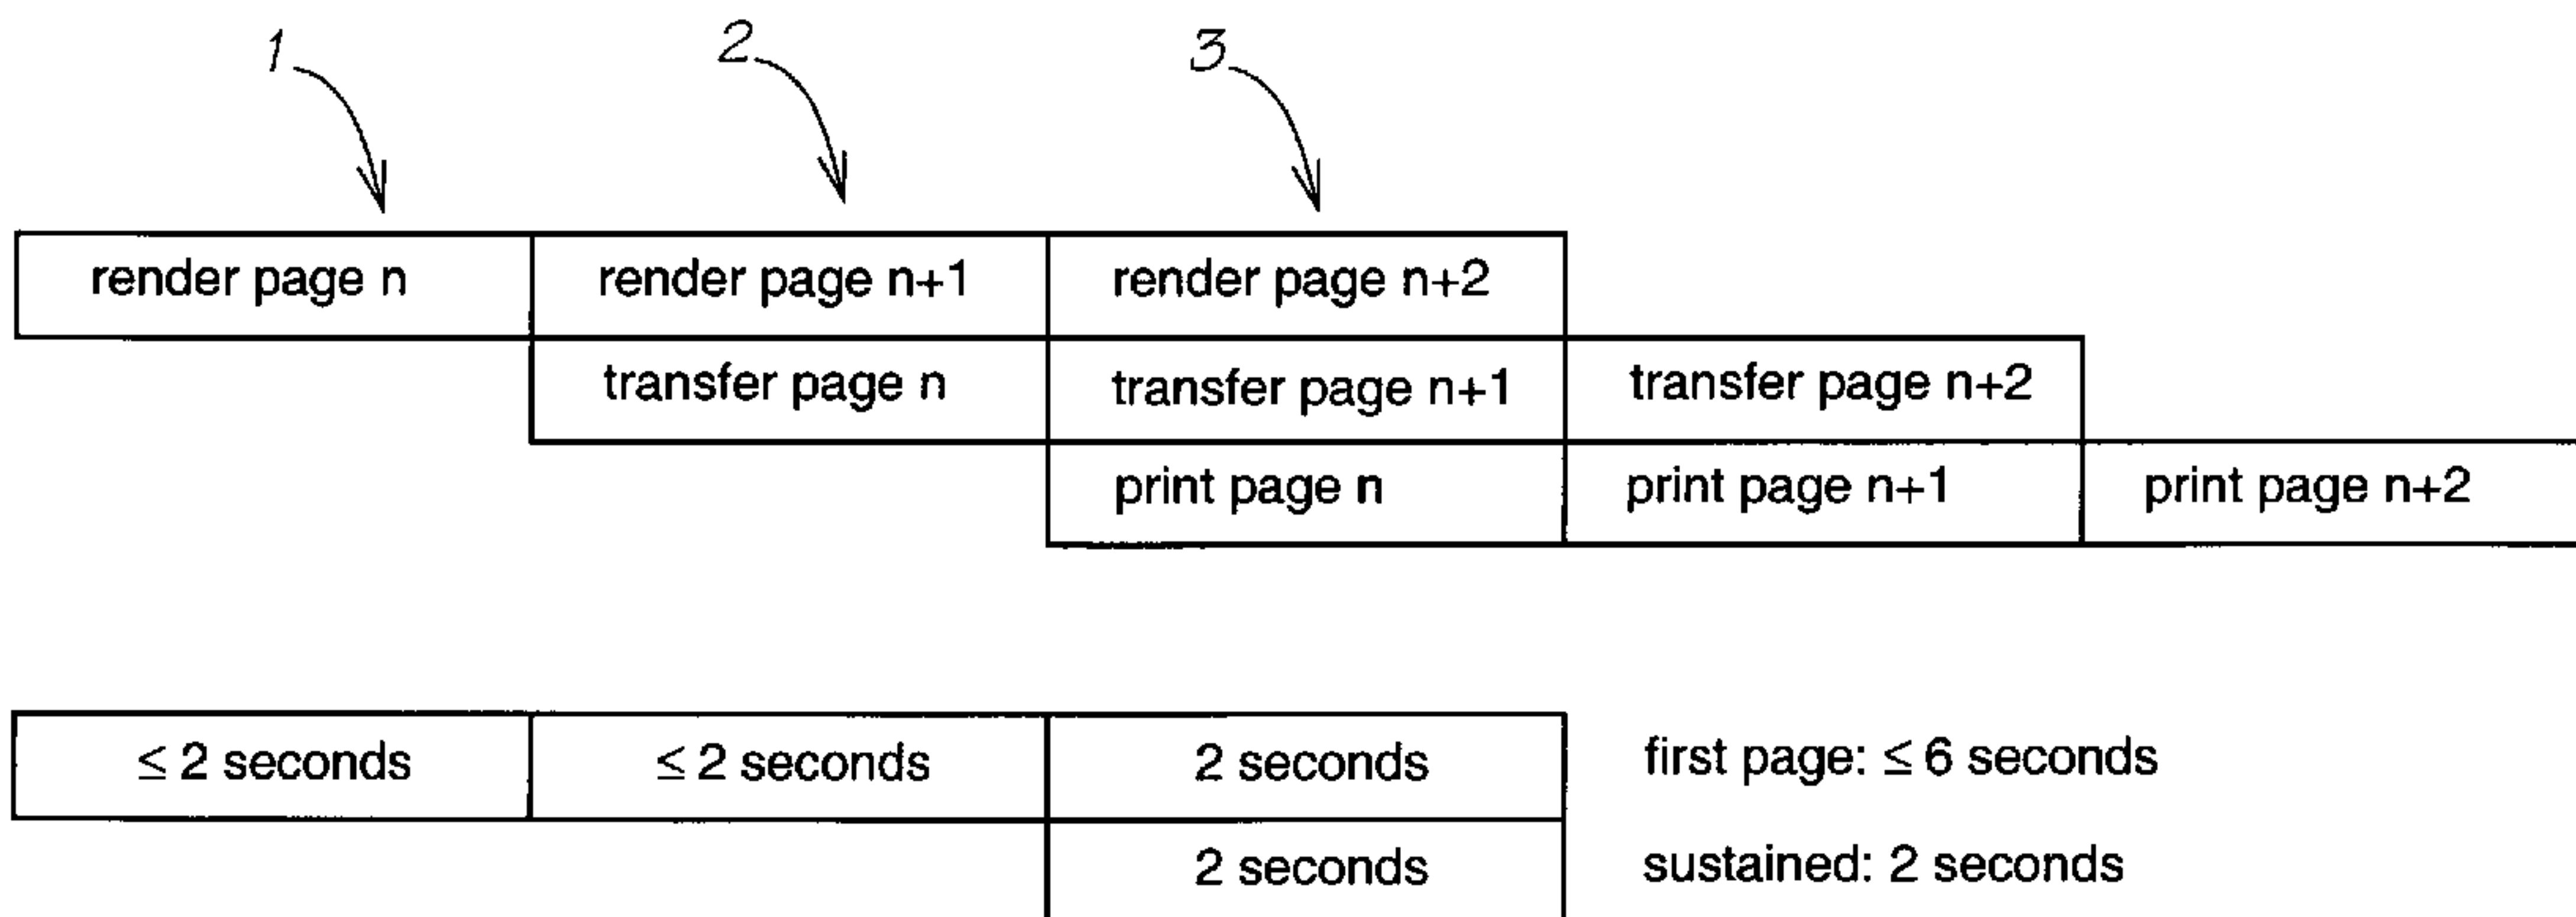 1 2 3
render page n render page n+1 render page n+2
transfer page n transfer page n+1 transfer page n+2
print page n print page n+1 print page n+2
≤ 2 seconds ≤ 2 seconds 2 seconds first page: ≤ 6 seconds
2 seconds sustained: 2 seconds